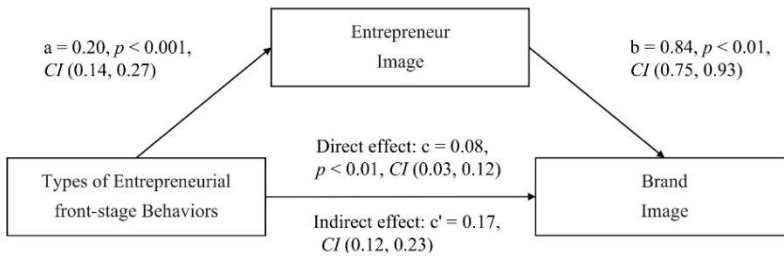 a = 0.20, p < 0.001,
CI (0.14, 0.27)
Entrepreneur
Image
b = 0.84, p < 0.01,
CI (0.75, 0.93)
Types of Entrepreneurial
front-stage Behaviors
Direct effect: c = 0.08,
p < 0.01, CI (0.03, 0.12)
Indirect effect: c' = 0.17,
CI (0.12, 0.23)
Brand
Image